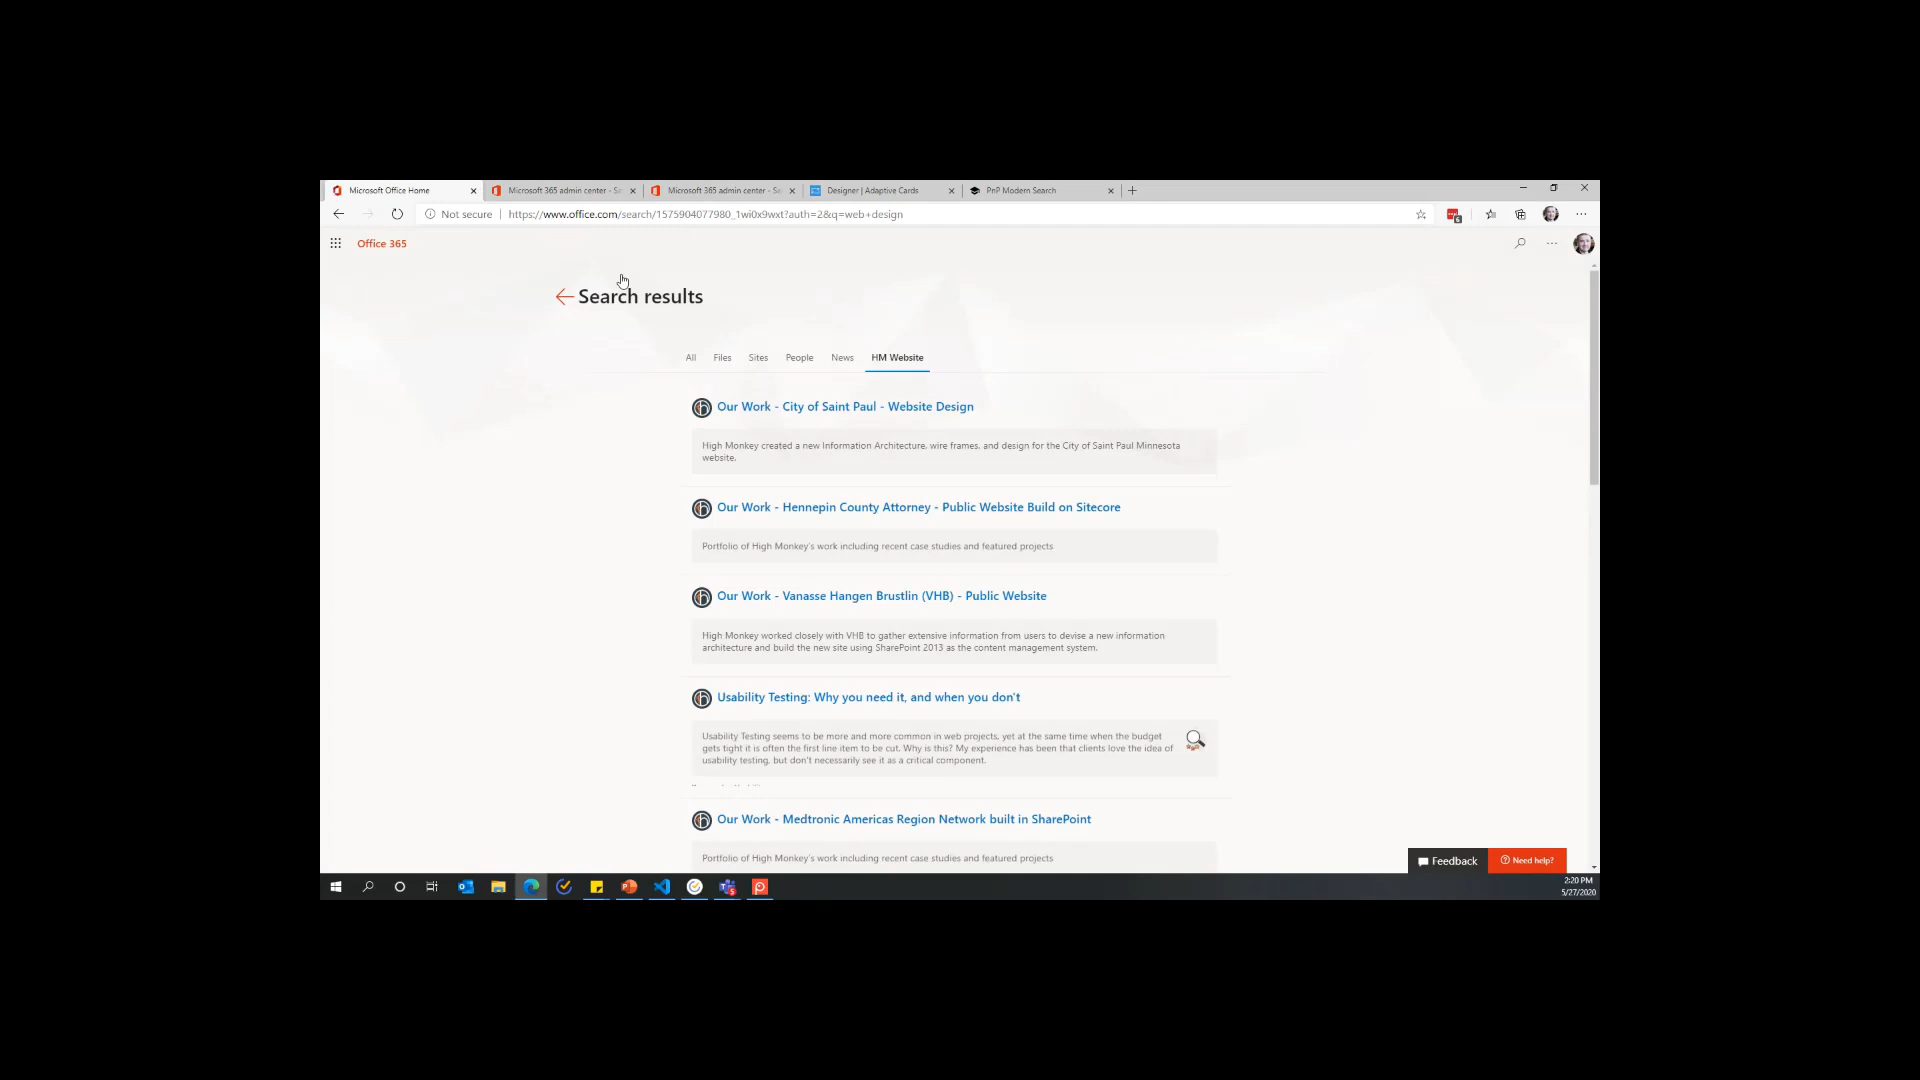 Microsoft Office Home
Microsoft 365 admin center - Se
Microsoft 365 admin center - Se
Designer | Adaptive Cards
PnP Modern Search
Not secure
https://www.office.com/search/1575904077980_1wi0x9wxt?auth=2&q=web+design
Office 365
Search results
All
Files
Sites
People
News
HM Website
Our Work - City of Saint Paul - Website Design
High Monkey created a new Information Architecture, wire frames, and design for the City of Saint Paul Minnesota
website.
Our Work - Hennepin County Attorney - Public Website Build on Sitecore
Portfolio of High Monkey's work including recent case studies and featured projects
Our Work - Vanasse Hangen Brustlin (VHB) - Public Website
High Monkey worked closely with VHB to gather extensive information from users to devise a new information
architecture and build the new site using SharePoint 2013 as the content management system.
Usability Testing: Why you need it, and when you don't
Usability Testing seems to be more and more common in web projects, yet at the same time when the budget
gets tight it is often the first line item to be cut. Why is this? My experience has been that clients love the idea of
usability testing, but don't necessarily see it as a critical component.
Our Work - Medtronic Americas Region Network built in SharePoint
Portfolio of High Monkey's work including recent case studies and featured projects
Feedback
Need help?
2:20 PM
5/27/2020